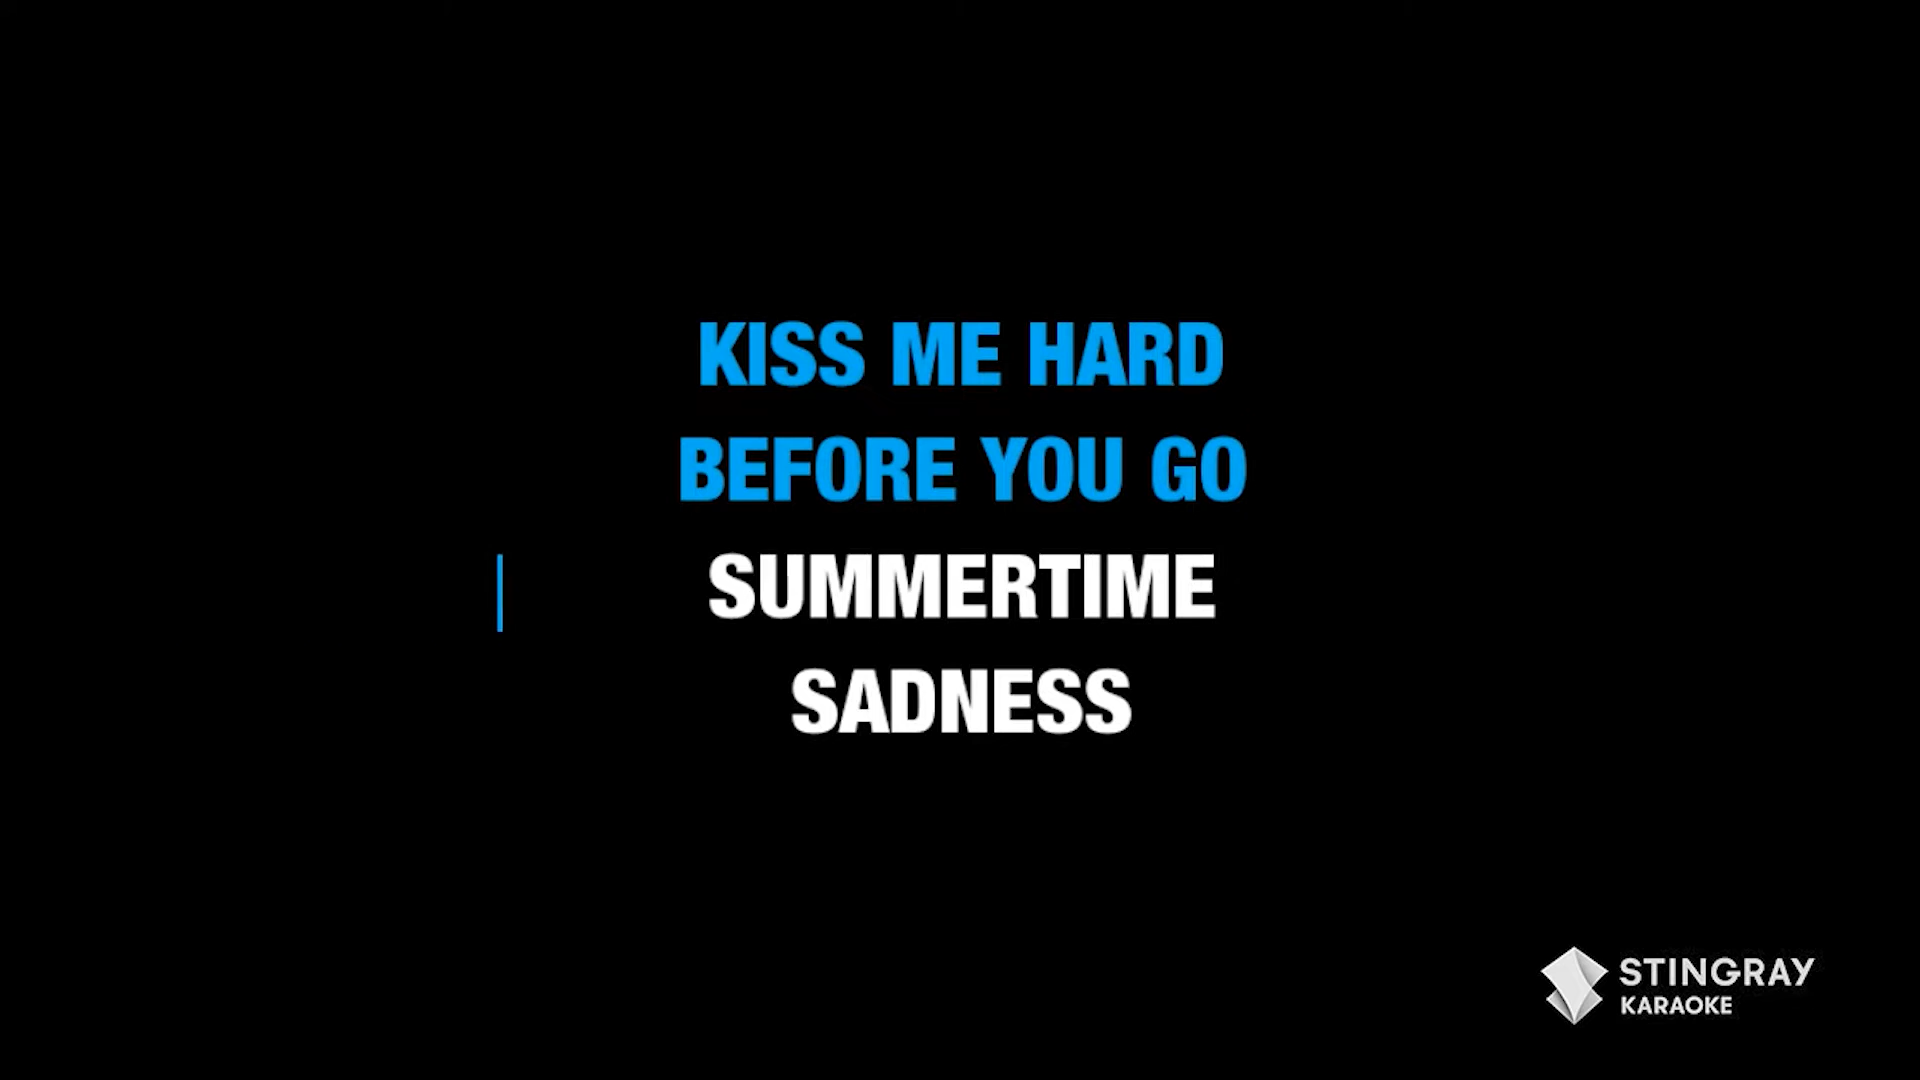 KISS ME HARD
BEFORE YOU GO
SUMMERTIME
SADNESS
STINGRAY
KARAOKE